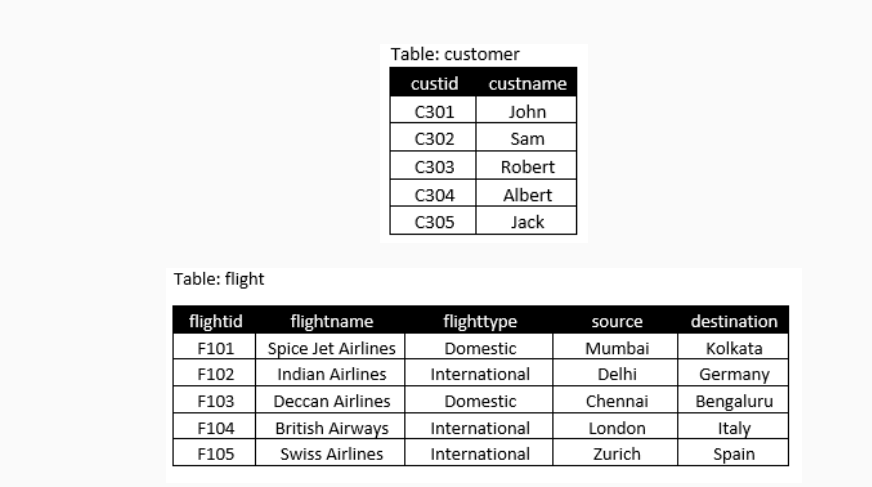 Table: customer
custid custname
C301 John
C302 Sam
C303 Robert
C304 Albert
C305 Jack
Table: flight
flightid flightname flighttype source destination
F101 Spice Jet Airlines Domestic Mumbai Kolkata
F102 Indian Airlines International Delhi Germany
F103 Deccan Airlines Domestic Chennai Bengaluru
F104 British Airways International London Italy
F105 Swiss Airlines International Zurich Spain